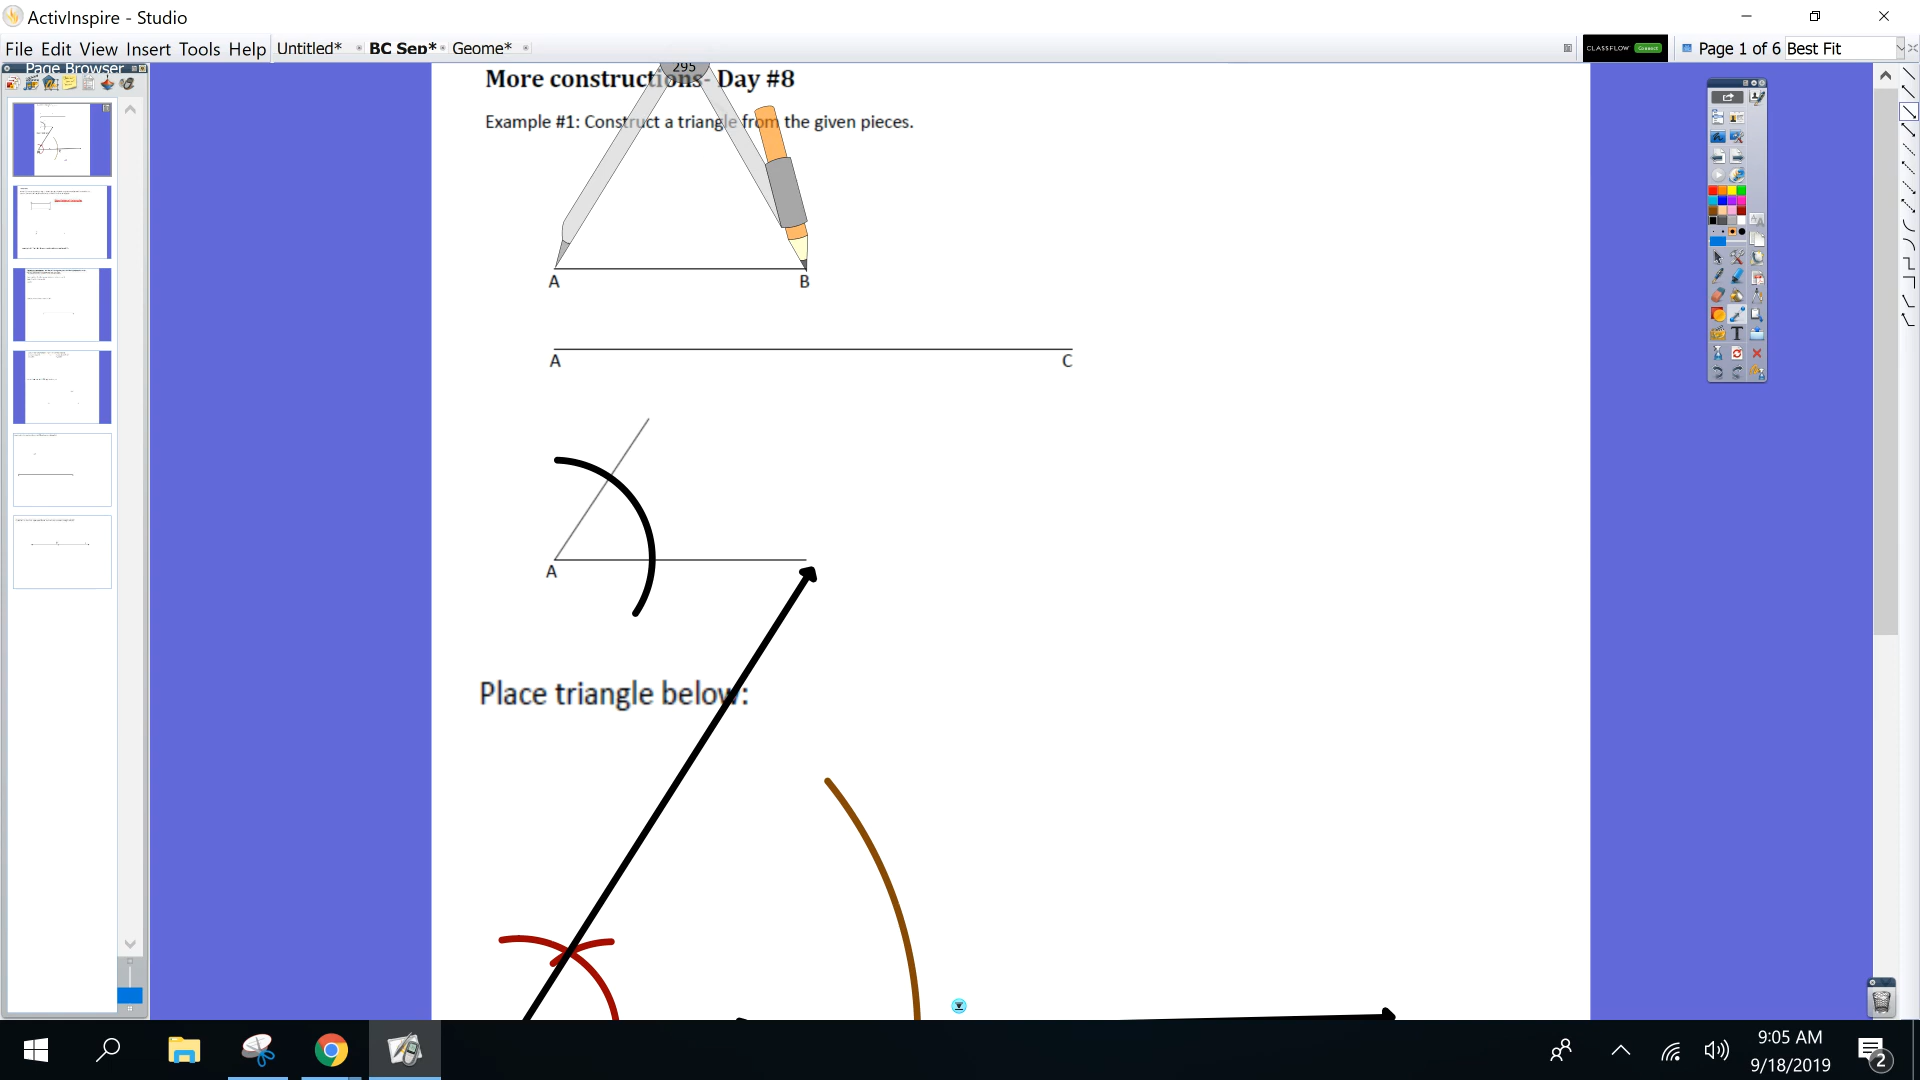 ActivInspire - Studio
File Edit View Insert Tools Help Untitled* BC Sep* Geome* CLASSFLOW Connect Page 1 of 6 Best Fit
Page Browser
295
More constructions- Day #8
Example #1: Construct a triangle from the given pieces.
A B
A C
A
Place triangle below:
9:05 AM
9/18/2019
2